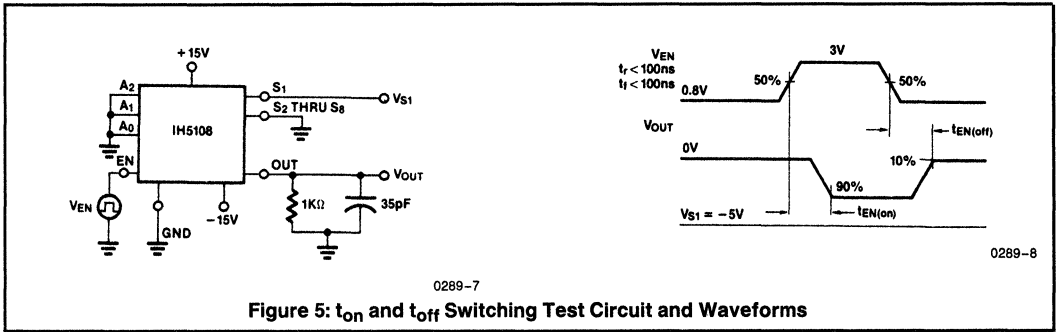 +15V
A2
A1
A0
IH5108
S1
VS1
S2 THRU S8
EN
OUT
VOUT
VEN
1KΩ
35pF
-15V
GND
0289-7
VEN
tr < 100ns
tf < 100ns
3V
50%
50%
0.8V
VOUT
tEN(off)
0V
10%
90%
VS1 = -5V
tEN(on)
0289-8
Figure 5: ton and toff Switching Test Circuit and Waveforms